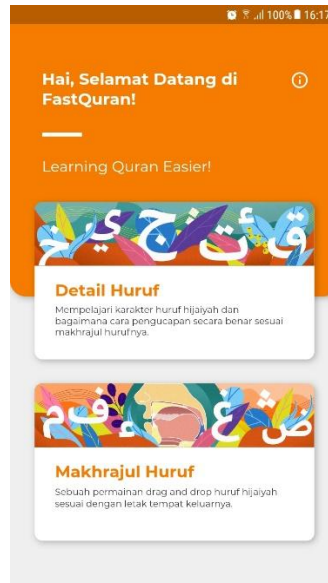 100% 16:17
Hai, Selamat Datang di
FastQuran!
Learning Quran Easier!
Detail Huruf
Mempelajari karakter huruf hijaiyah dan
bagaimana cara pengucapan secara benar sesuai
makhrajul hurufnya.
Makhrajul Huruf
Sebuah permainan drag and drop huruf hijaiyah
sesuai dengan letak tempat keluarnya.